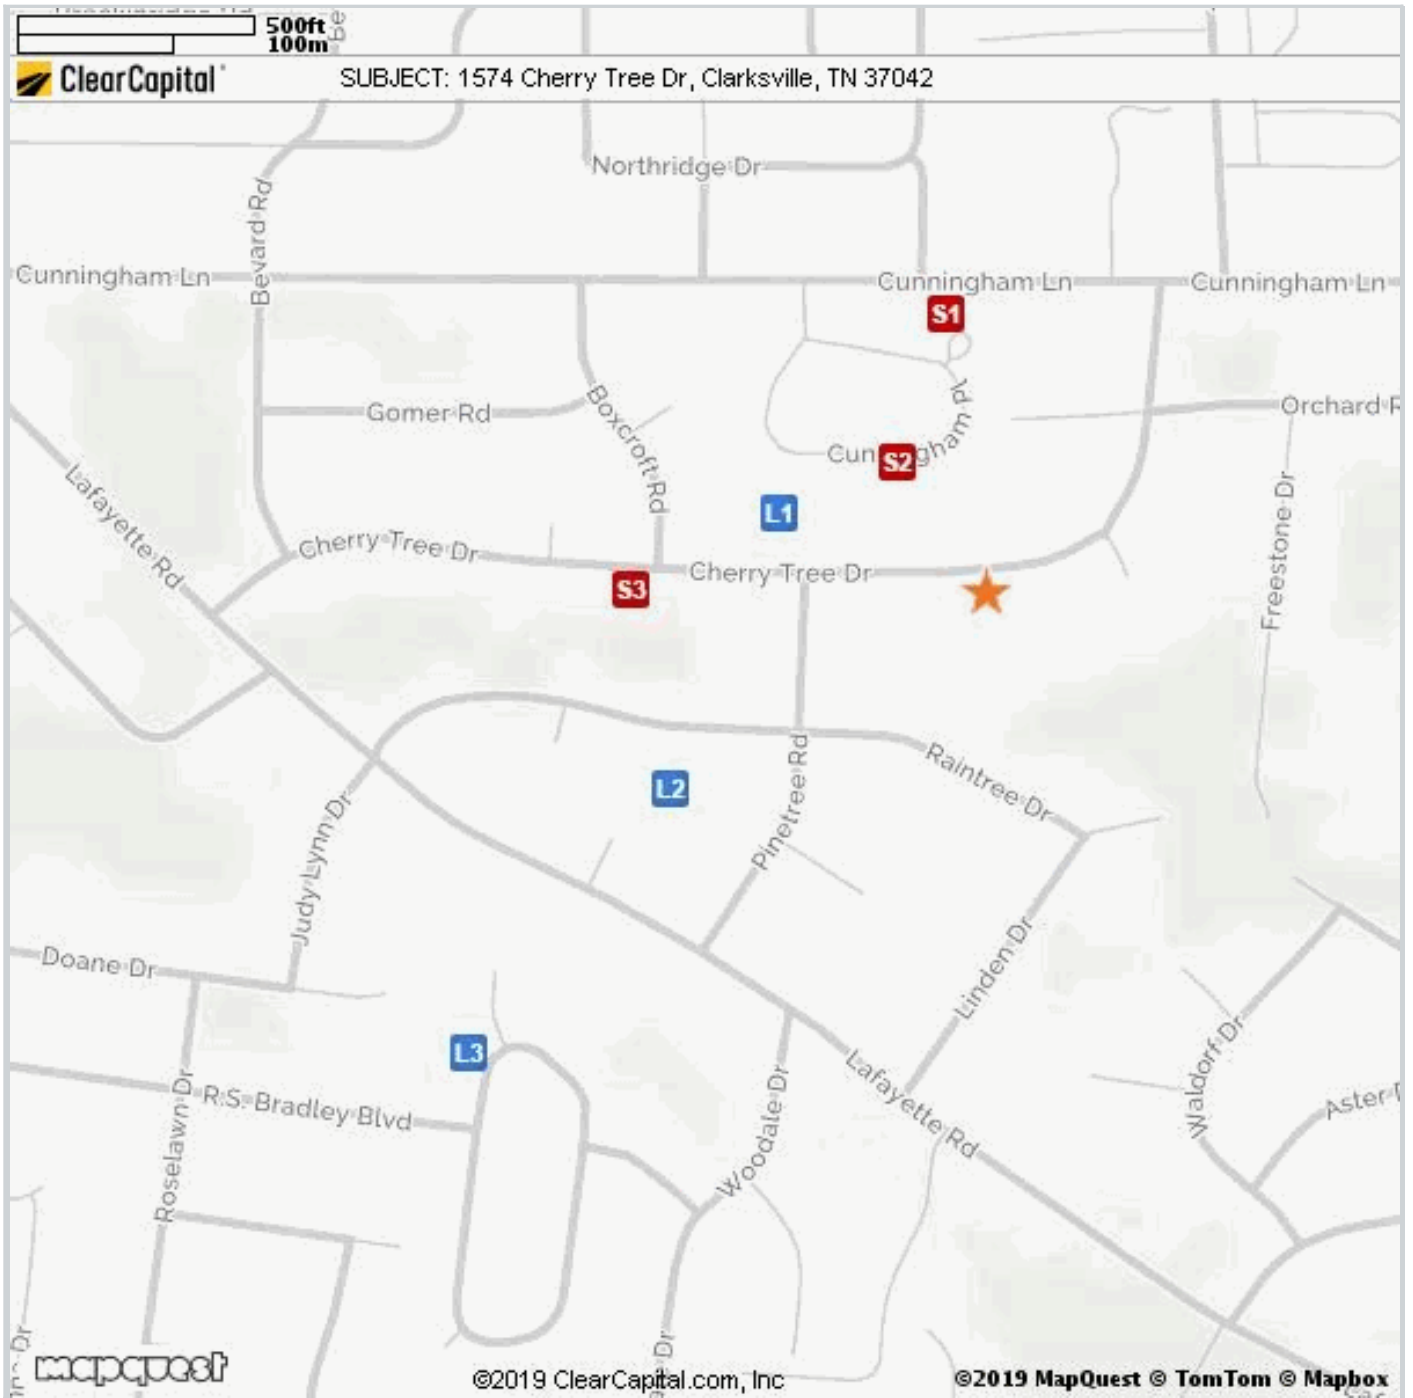 500ft
100m
ClearCapital
SUBJECT: 1574 Cherry Tree Dr, Clarksville, TN 37042
Northridge Dr
Bevard Rd
Cunningham Ln
Cunningham Ln
Cunningham Ln
S1
Gomer Rd
Boxcroft Rd
Orchard R
S2
Lafayette Rd
L1
Freestone Dr
Cherry Tree Dr
Cherry Tree Dr
S3
Raintree Dr
L2
Pinetree Rd
Judy Lynn Dr
Doane Dr
Linden Dr
L3
Waldorf Dr
Lafayette Rd
R.S. Bradley Blvd
Aster
Roselawn Dr
Woodale Dr
Dr
Dr
mapquest
©2019 ClearCapital.com, Inc
©2019 MapQuest © TomTom © Mapbox